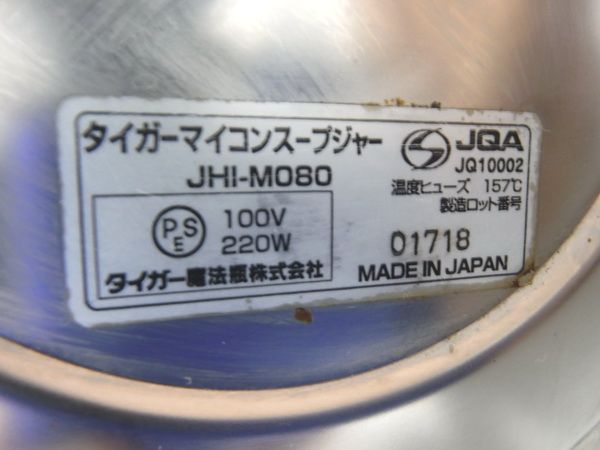 タイガーマイコンスープジャー
JHI-M080
PSE 100V
220W
タイガー魔法瓶株式会社
JQA
JQ10002
温度ヒューズ 157℃
製造ロット番号
01718
MADE IN JAPAN